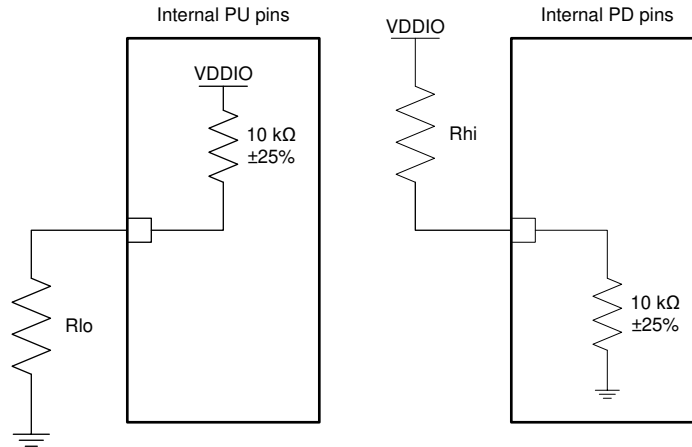 Internal PU pins
VDDIO
10 kΩ
±25%
Rlo
Internal PD pins
VDDIO
Rhi
10 kΩ
±25%